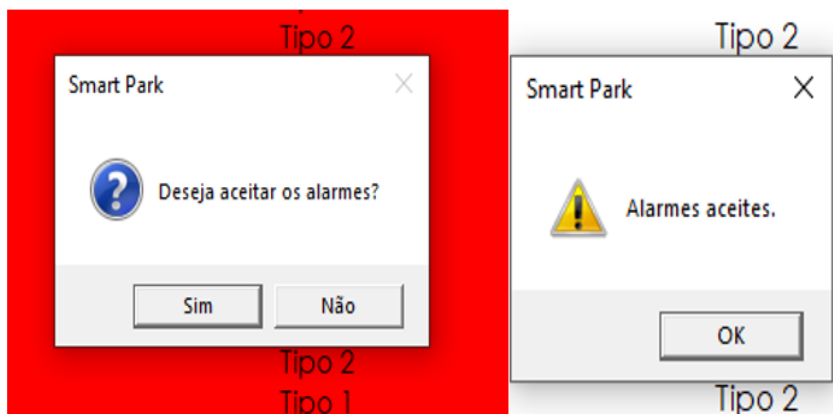 Tipo 2
Smart Park
Deseja aceitar os alarmes?
Sim
Não
Tipo 2
Tipo 1
Tipo 2
Smart Park
Alarmes aceites.
OK
Tipo 2